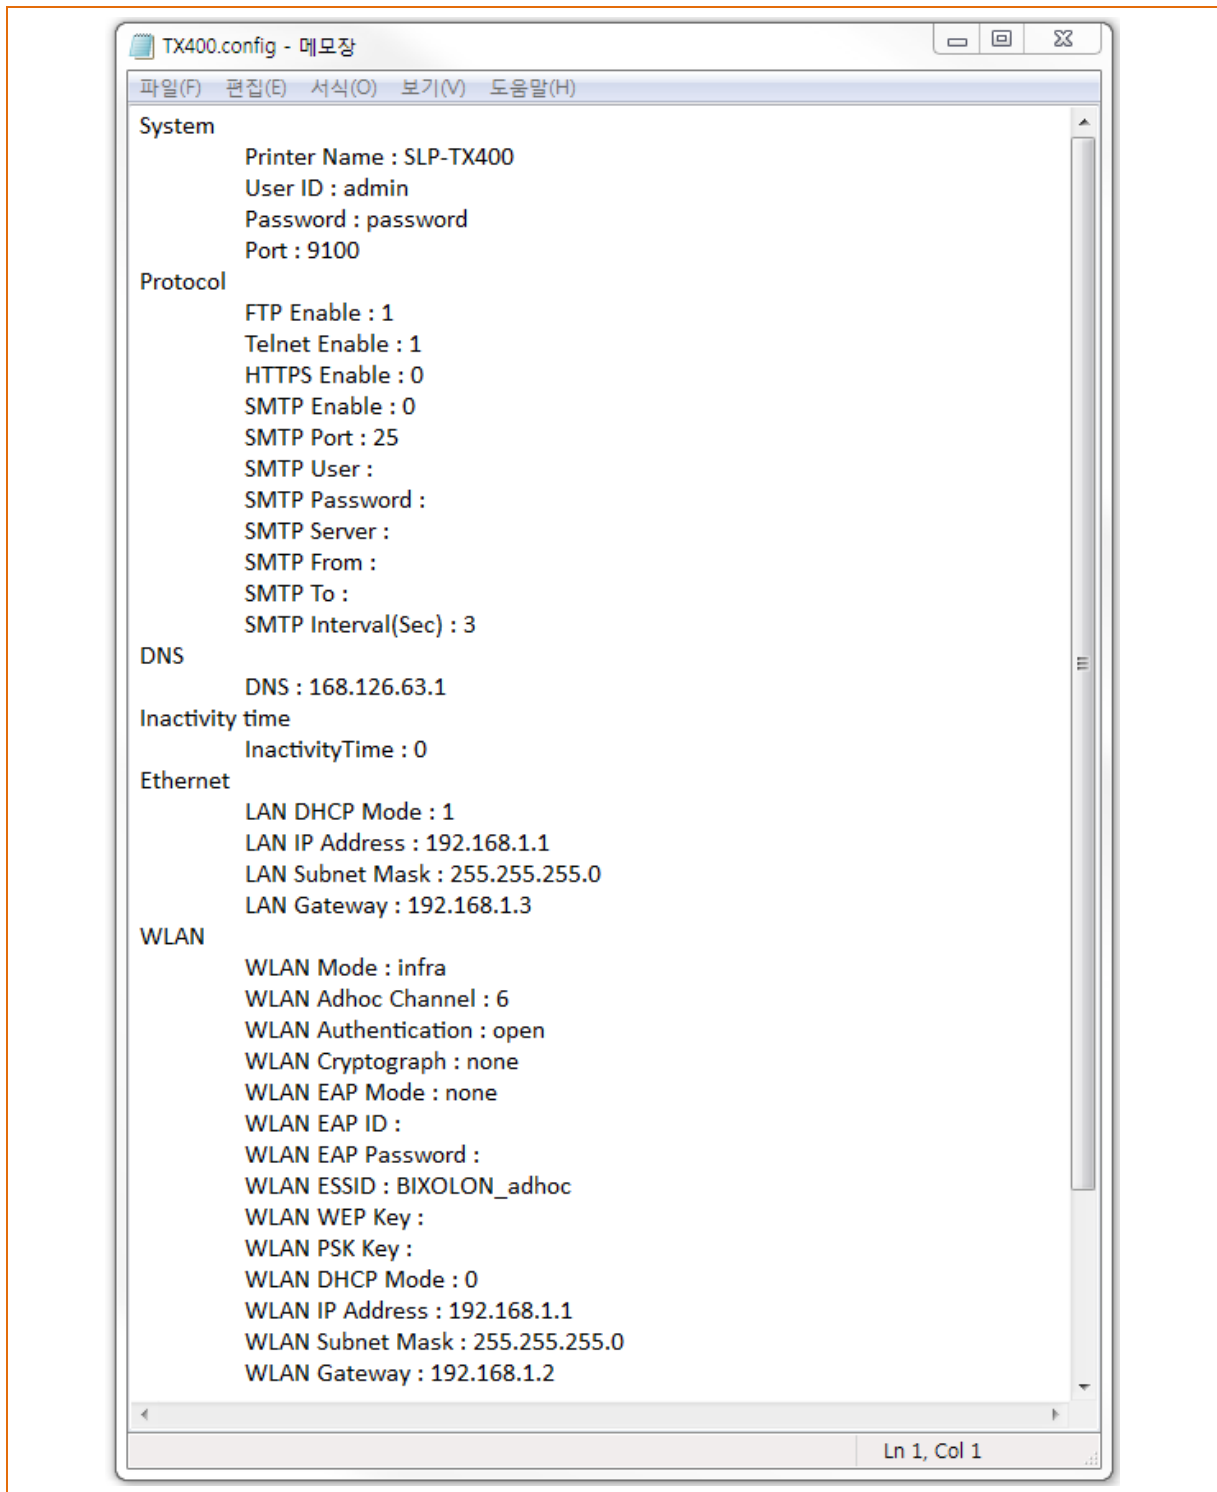 TX400.config - 메모장
파일(F) 편집(E) 서식(O) 보기(V) 도움말(H)
System
Printer Name : SLP-TX400
User ID : admin
Password : password
Port : 9100
Protocol
FTP Enable : 1
Telnet Enable : 1
HTTPS Enable : 0
SMTP Enable : 0
SMTP Port : 25
SMTP User :
SMTP Password :
SMTP Server :
SMTP From :
SMTP To :
SMTP Interval(Sec) : 3
DNS
DNS : 168.126.63.1
Inactivity time
InactivityTime : 0
Ethernet
LAN DHCP Mode : 1
LAN IP Address : 192.168.1.1
LAN Subnet Mask : 255.255.255.0
LAN Gateway : 192.168.1.3
WLAN
WLAN Mode : infra
WLAN Adhoc Channel : 6
WLAN Authentication : open
WLAN Cryptograph : none
WLAN EAP Mode : none
WLAN EAP ID :
WLAN EAP Password :
WLAN ESSID : BIXOLON_adhoc
WLAN WEP Key :
WLAN PSK Key :
WLAN DHCP Mode : 0
WLAN IP Address : 192.168.1.1
WLAN Subnet Mask : 255.255.255.0
WLAN Gateway : 192.168.1.2
Ln 1, Col 1